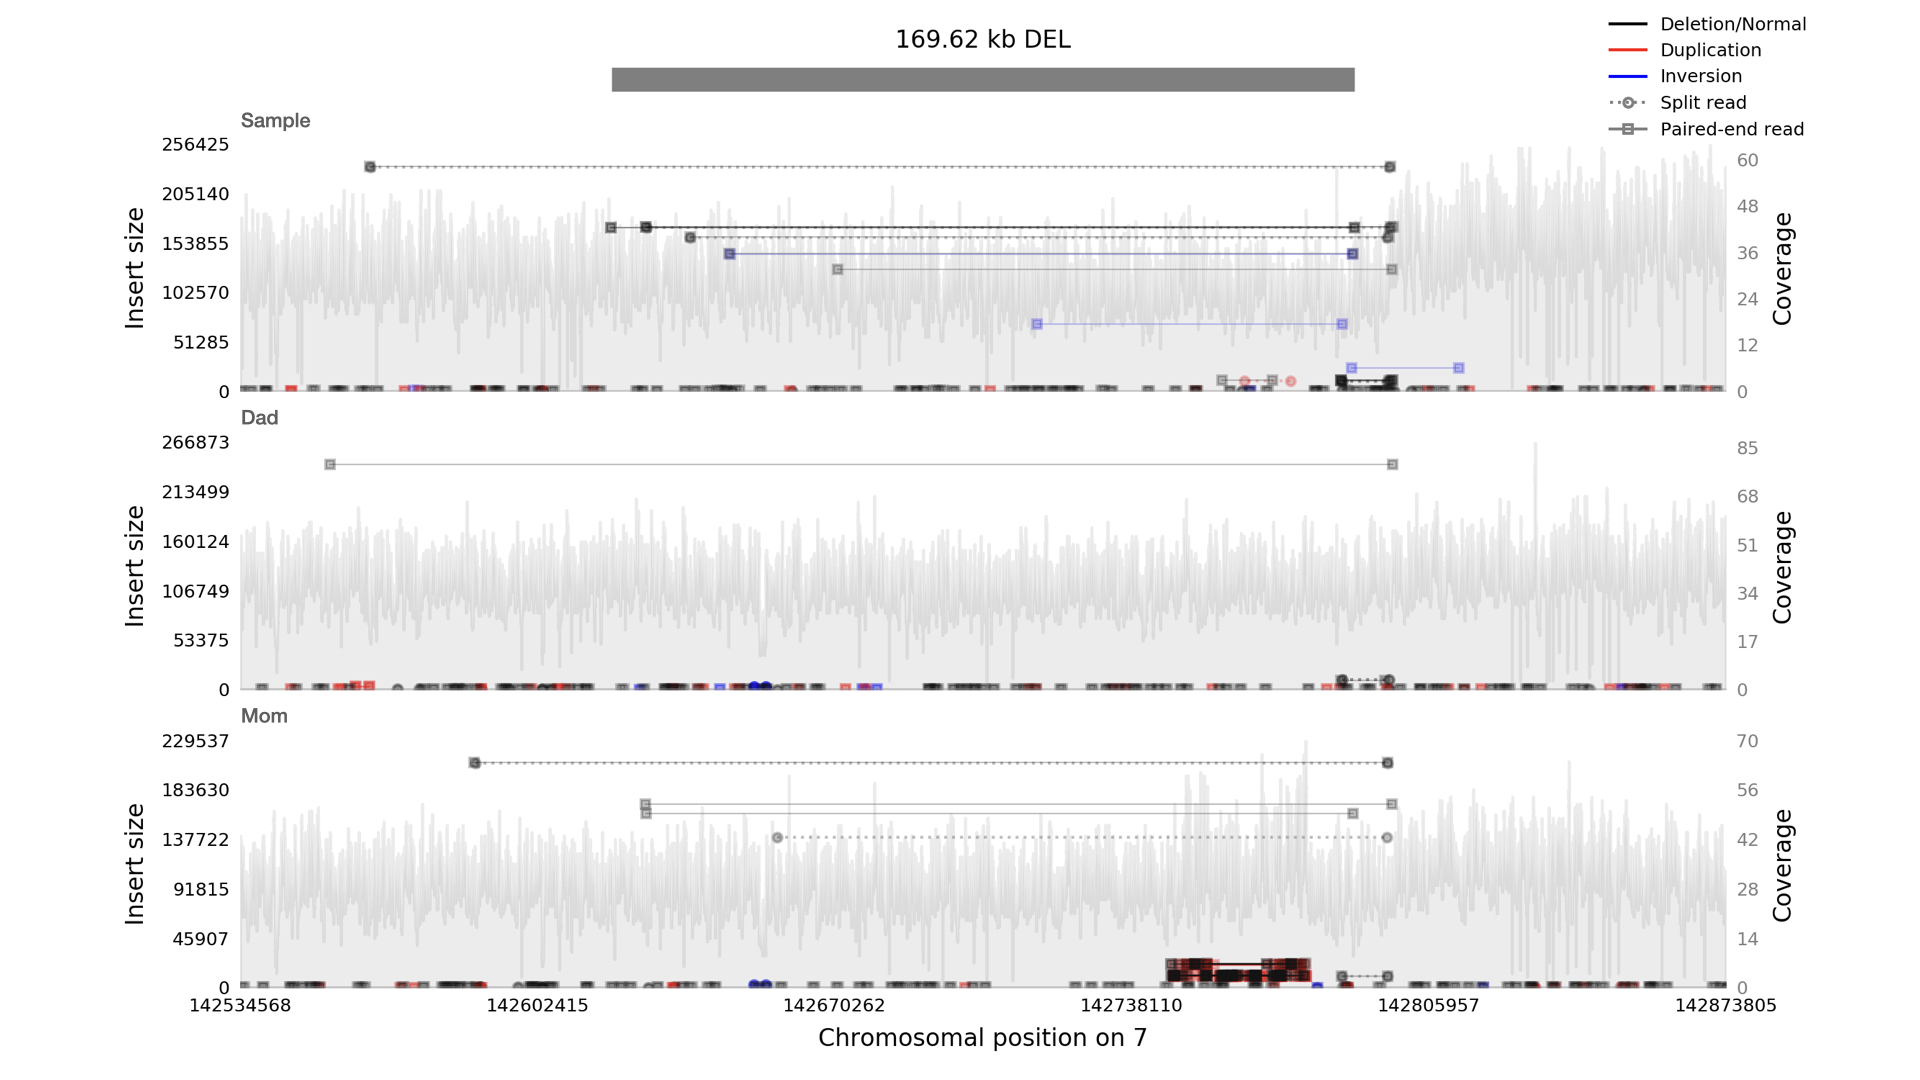 169.62 kb DEL
Deletion/Normal
Duplication
Inversion
Split read
Paired-end read
Sample
256425
205140
153855
102570
51285
0
Insert size
60
48
36
24
12
0
Coverage
Dad
266873
213499
160124
106749
53375
0
Insert size
85
68
51
34
17
0
Coverage
Mom
229537
183630
137722
91815
45907
0
Insert size
70
56
42
28
14
0
Coverage
142534568 142602415 142670262 142738110 142805957 142873805
Chromosomal position on 7